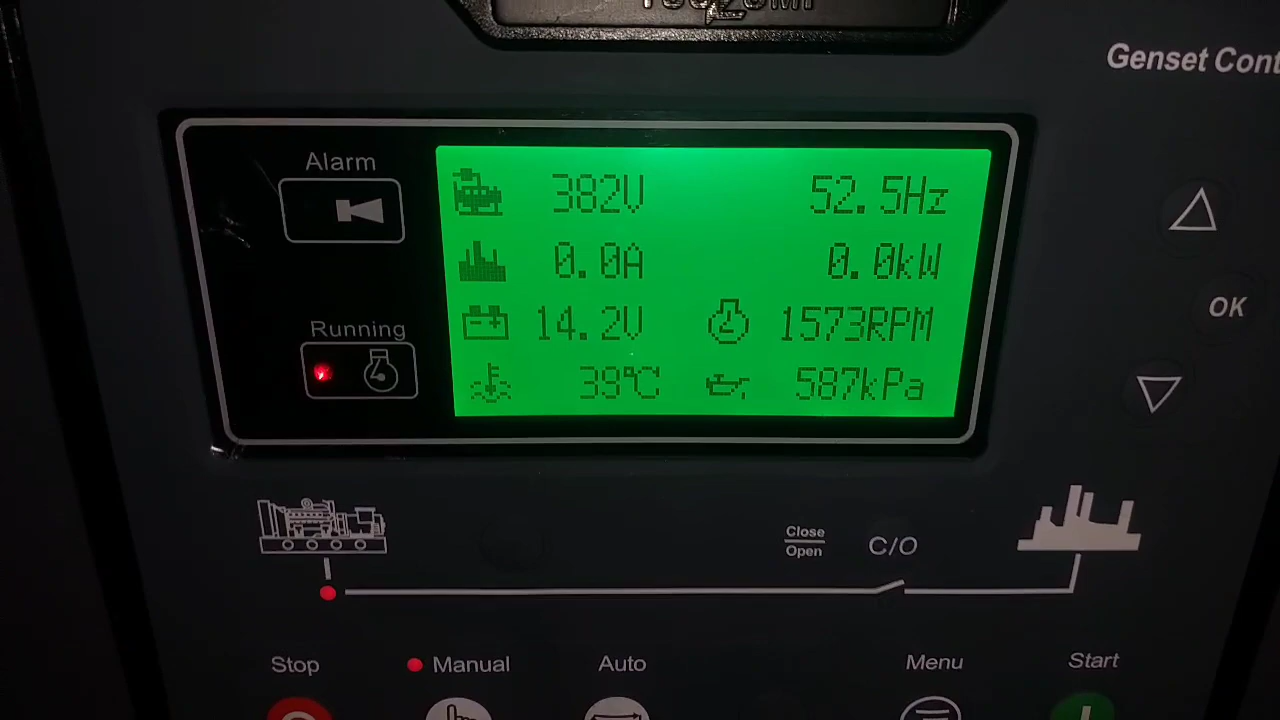 Genset Cont
Alarm
382V 52.5Hz
0.0A 0.0kW
OK
Running
14.2V 1573RPM
39℃ 587kPa
Close
Open
C/O
Stop
Manual
Auto
Menu
Start